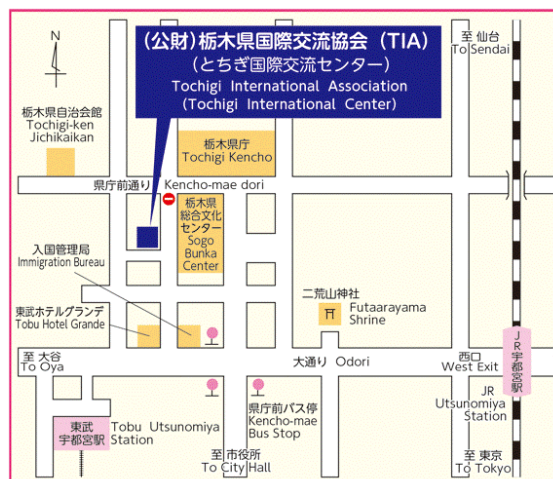 (公財)栃木県国際交流協会(TIA)
(とちぎ国際交流センター)
Tochigi International Association
(Tochigi International Center)
N
至 仙台
To Sendai
栃木県自治会館
Tochigi-ken
Jichikaikan
栃木県庁
Tochigi Kencho
県庁前通り Kencho-mae dori
栃木県
総合文化
センター
Sogo
Bunka
Center
入国管理局
Immigration Bureau
東武ホテルグランデ
Tobu Hotel Grande
二荒山神社
Futaarayama
Shrine
至 大谷
To Oya
大通り Odori
西口
West Exit
JR宇都宮駅
JR
Utsunomiya
Station
東武
宇都宮駅
Tobu Utsunomiya
Station
県庁前バス停
Kencho-mae
Bus Stop
至 市役所
To City Hall
至 東京
To Tokyo